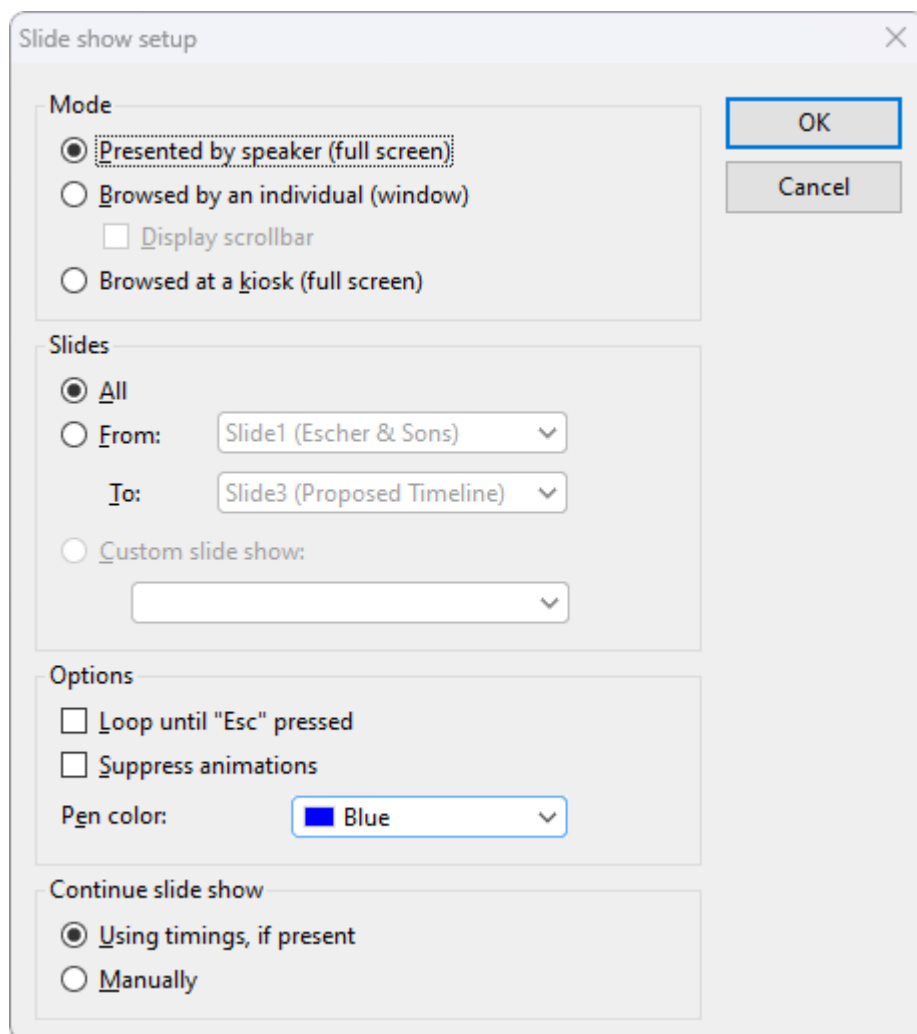 Slide show setup
Mode
OK
Presented by speaker (full screen)
Cancel
Browsed by an individual (window)
Display scrollbar
Browsed at a kiosk (full screen)
Slides
All
From: Slide1 (Escher & Sons)
To: Slide3 (Proposed Timeline)
Custom slide show:
Options
Loop until "Esc" pressed
Suppress animations
Pen color: Blue
Continue slide show
Using timings, if present
Manually